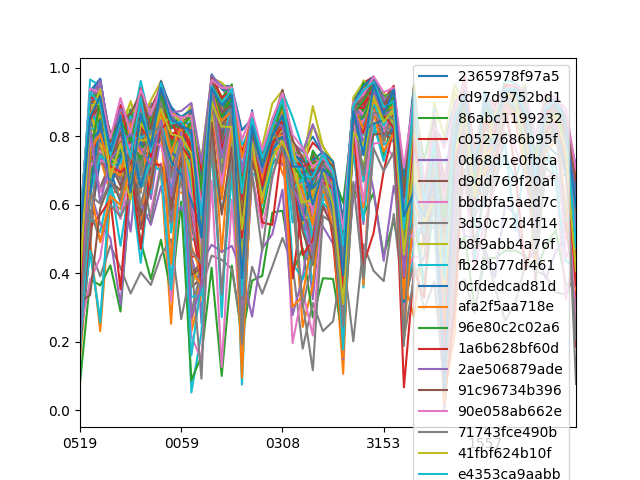 1.0
0.8
0.6
0.4
0.2
0.0
0519
0059
0308
3153
1557
2365978f97a5
cd97d9752bd1
86abc1199232
c0527686b95f
0d68d1e0fbca
d9dd769f20af
bbdbfa5aed7c
3d50c72d4f14
b8f9abb4a76f
fb28b77df461
0cfdedcad81d
afa2f5aa718e
96e80c2c02a6
1a6b628bf60d
2ae506879ade
91c96734b396
90e058ab662e
71743fce490b
41fbf624b10f
e4353ca9aabb